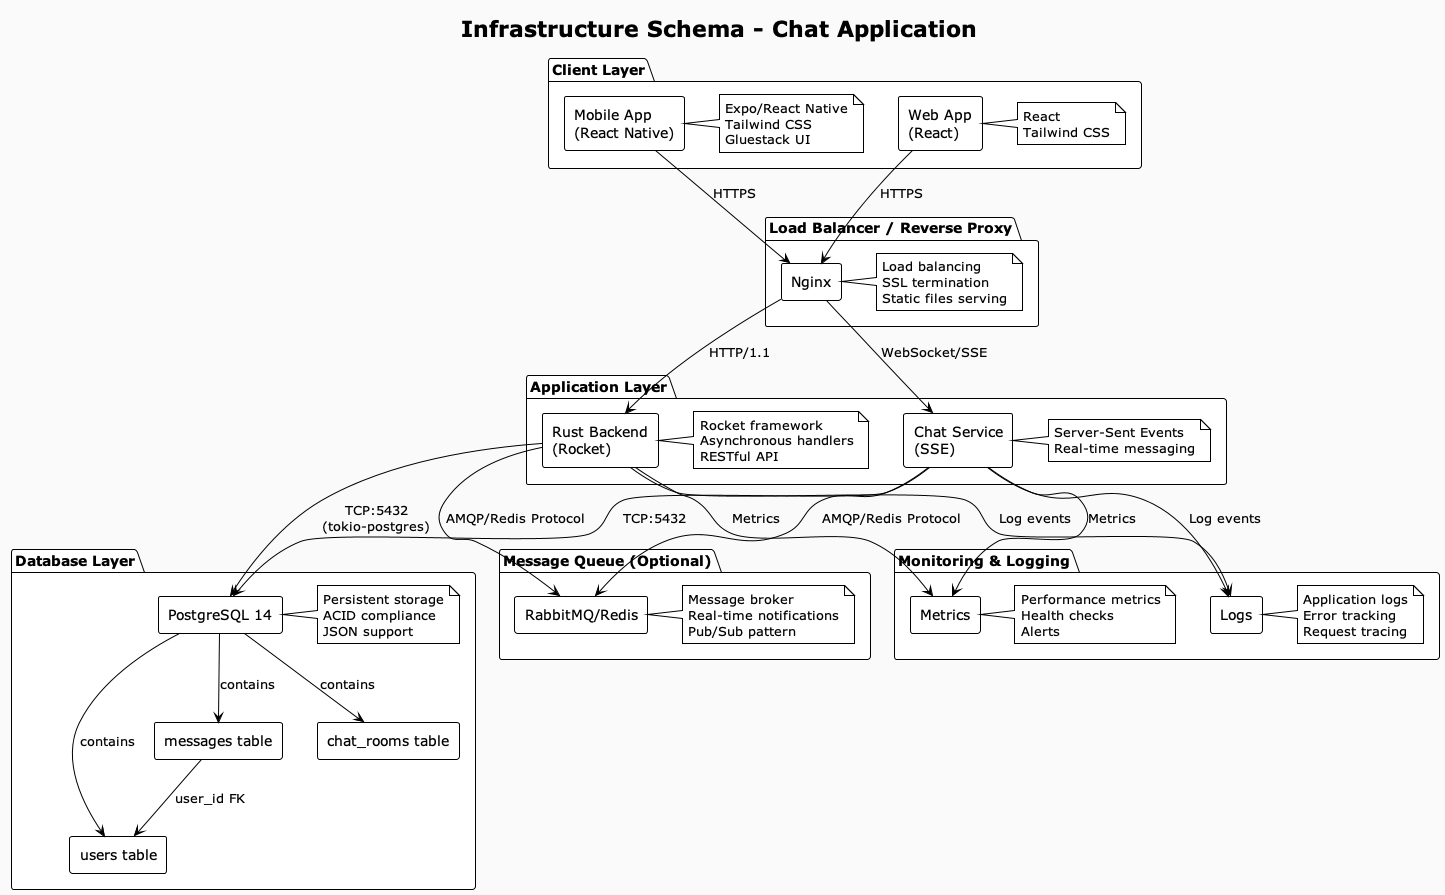 Infrastructure Schema - Chat Application
Client Layer
Mobile App
(React Native)
Expo/React Native
Tailwind CSS
Gluestack UI
Web App
(React)
React
Tailwind CSS
HTTPS
HTTPS
Load Balancer / Reverse Proxy
Nginx
Load balancing
SSL termination
Static files serving
HTTP/1.1
WebSocket/SSE
Application Layer
Rust Backend
(Rocket)
Rocket framework
Asynchronous handlers
RESTful API
Chat Service
(SSE)
Server-Sent Events
Real-time messaging
TCP:5432
(tokio-postgres)
AMQP/Redis Protocol
TCP:5432
Metrics
AMQP/Redis Protocol
Log events
Metrics
Log events
Database Layer
PostgreSQL 14
Persistent storage
ACID compliance
JSON support
contains
contains
contains
messages table
chat_rooms table
user_id FK
users table
Message Queue (Optional)
RabbitMQ/Redis
Message broker
Real-time notifications
Pub/Sub pattern
Monitoring & Logging
Metrics
Performance metrics
Health checks
Alerts
Logs
Application logs
Error tracking
Request tracing